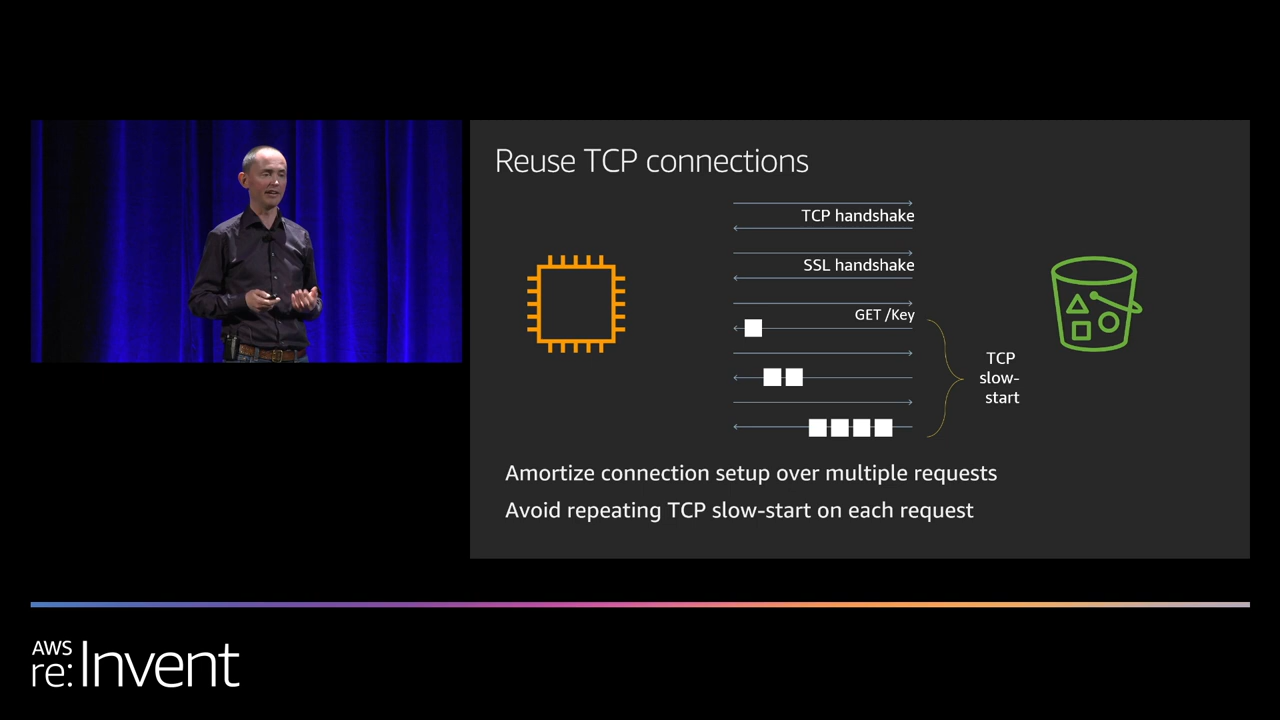 Reuse TCP connections
TCP handshake
SSL handshake
GET /Key
TCP
slow-
start
Amortize connection setup over multiple requests
Avoid repeating TCP slow-start on each request
AWS
re:Invent